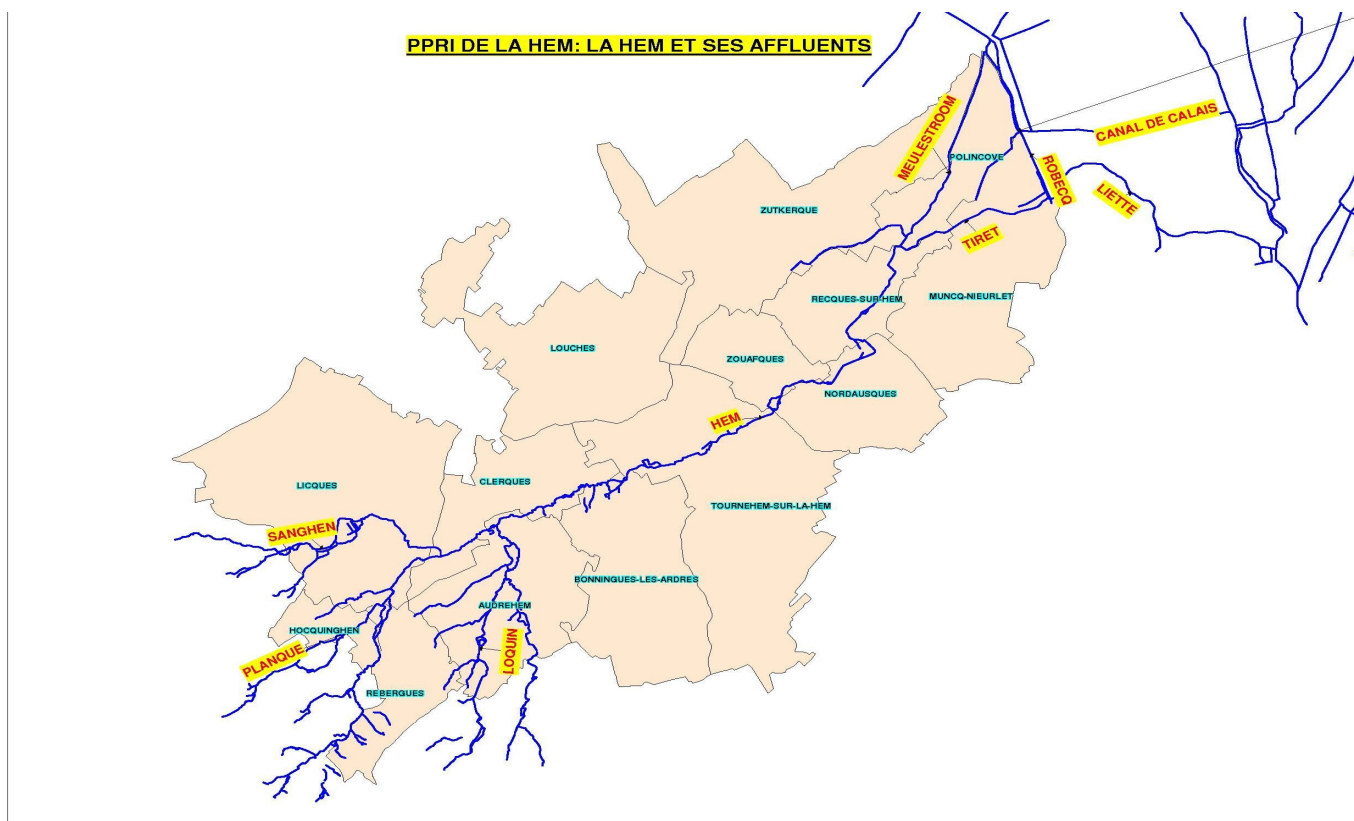 PPRI DE LA HEM: LA HEM ET SES AFFLUENTS
MEULESTROOM
CANAL DE CALAIS
POLINCOVE
ROBECQ
LIETTE
ZUTKERQUE
TIRET
RECQUES-SUR-HEM
MUNCQ-NIEURLET
LOUCHES
ZOUAFQUES
NORDAUSQUES
HEM
LICQUES
CLERQUES
TOURNEHEM-SUR-LA-HEM
SANGHEN
BONNINGUES-LES-ARDRES
AUDREHEM
HOCQUINGHEN
PLANQUE
LOQUIN
REBERGUES